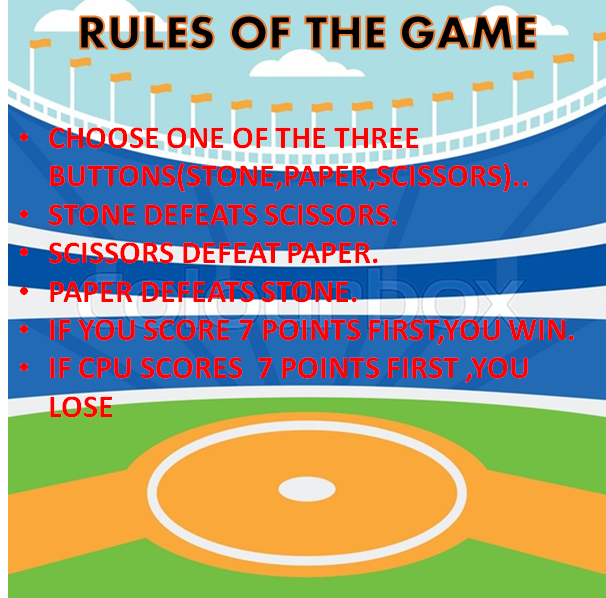 RULES OF THE GAME
• CHOOSE ONE OF THE THREE
BUTTONS(STONE,PAPER,SCISSORS)..
• STONE DEFEATS SCISSORS.
• SCISSORS DEFEAT PAPER.
• PAPER DEFEATS STONE.
• IF YOU SCORE 7 POINTS FIRST,YOU WIN.
• IF CPU SCORES  7 POINTS FIRST ,YOU
LOSE
colourbox